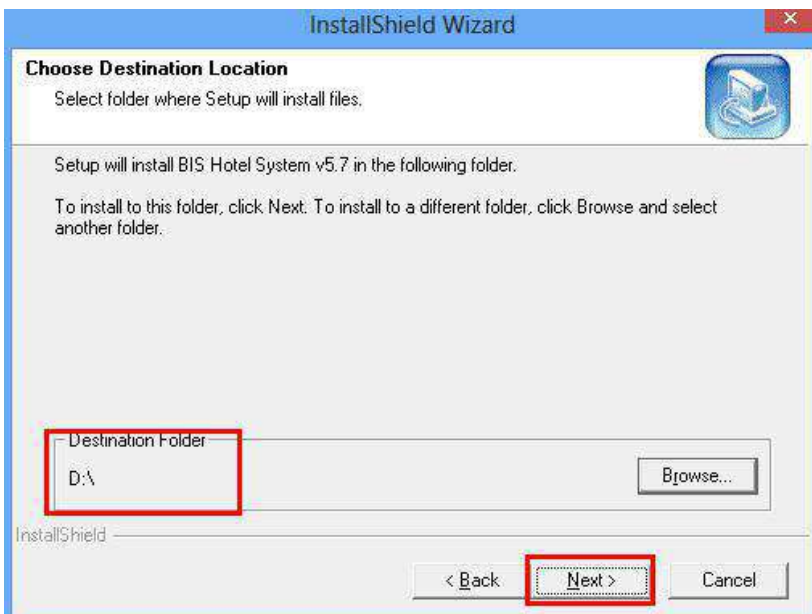 InstallShield Wizard
Choose Destination Location
Select folder where Setup will install files.
Setup will install BIS Hotel System v5.7 in the following folder.
To install to this folder, click Next. To install to a different folder, click Browse and select
another folder.
Destination Folder
D:\
Browse...
InstallShield
< Back
Next >
Cancel